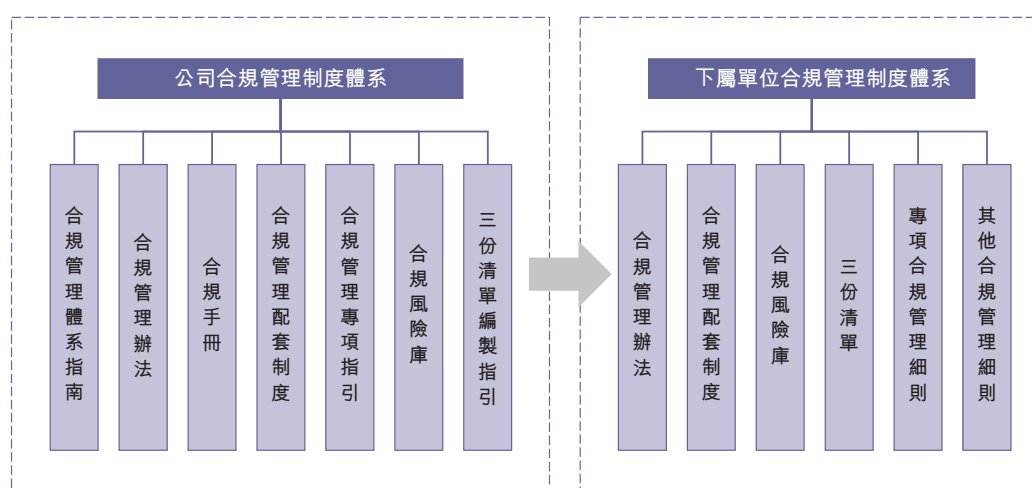 公司合規管理制度體系
合規管理體系指南
合規管理辦法
合規手冊
合規管理配套制度
合規管理專項指引
合規風險庫
三份清單編製指引
下屬單位合規管理制度體系
合規管理辦法
合規管理配套制度
合規風險庫
三份清單
專項合規管理細則
其他合規管理細則